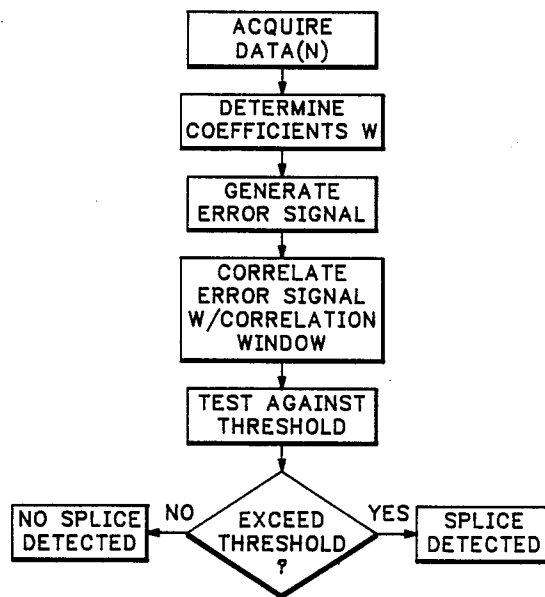 ACQUIRE
DATA(N)
DETERMINE
COEFFICIENTS W
GENERATE
ERROR SIGNAL
CORRELATE
ERROR SIGNAL
W/CORRELATION
WINDOW
TEST AGAINST
THRESHOLD
EXCEED
THRESHOLD
?
NO
NO SPLICE
DETECTED
YES
SPLICE
DETECTED